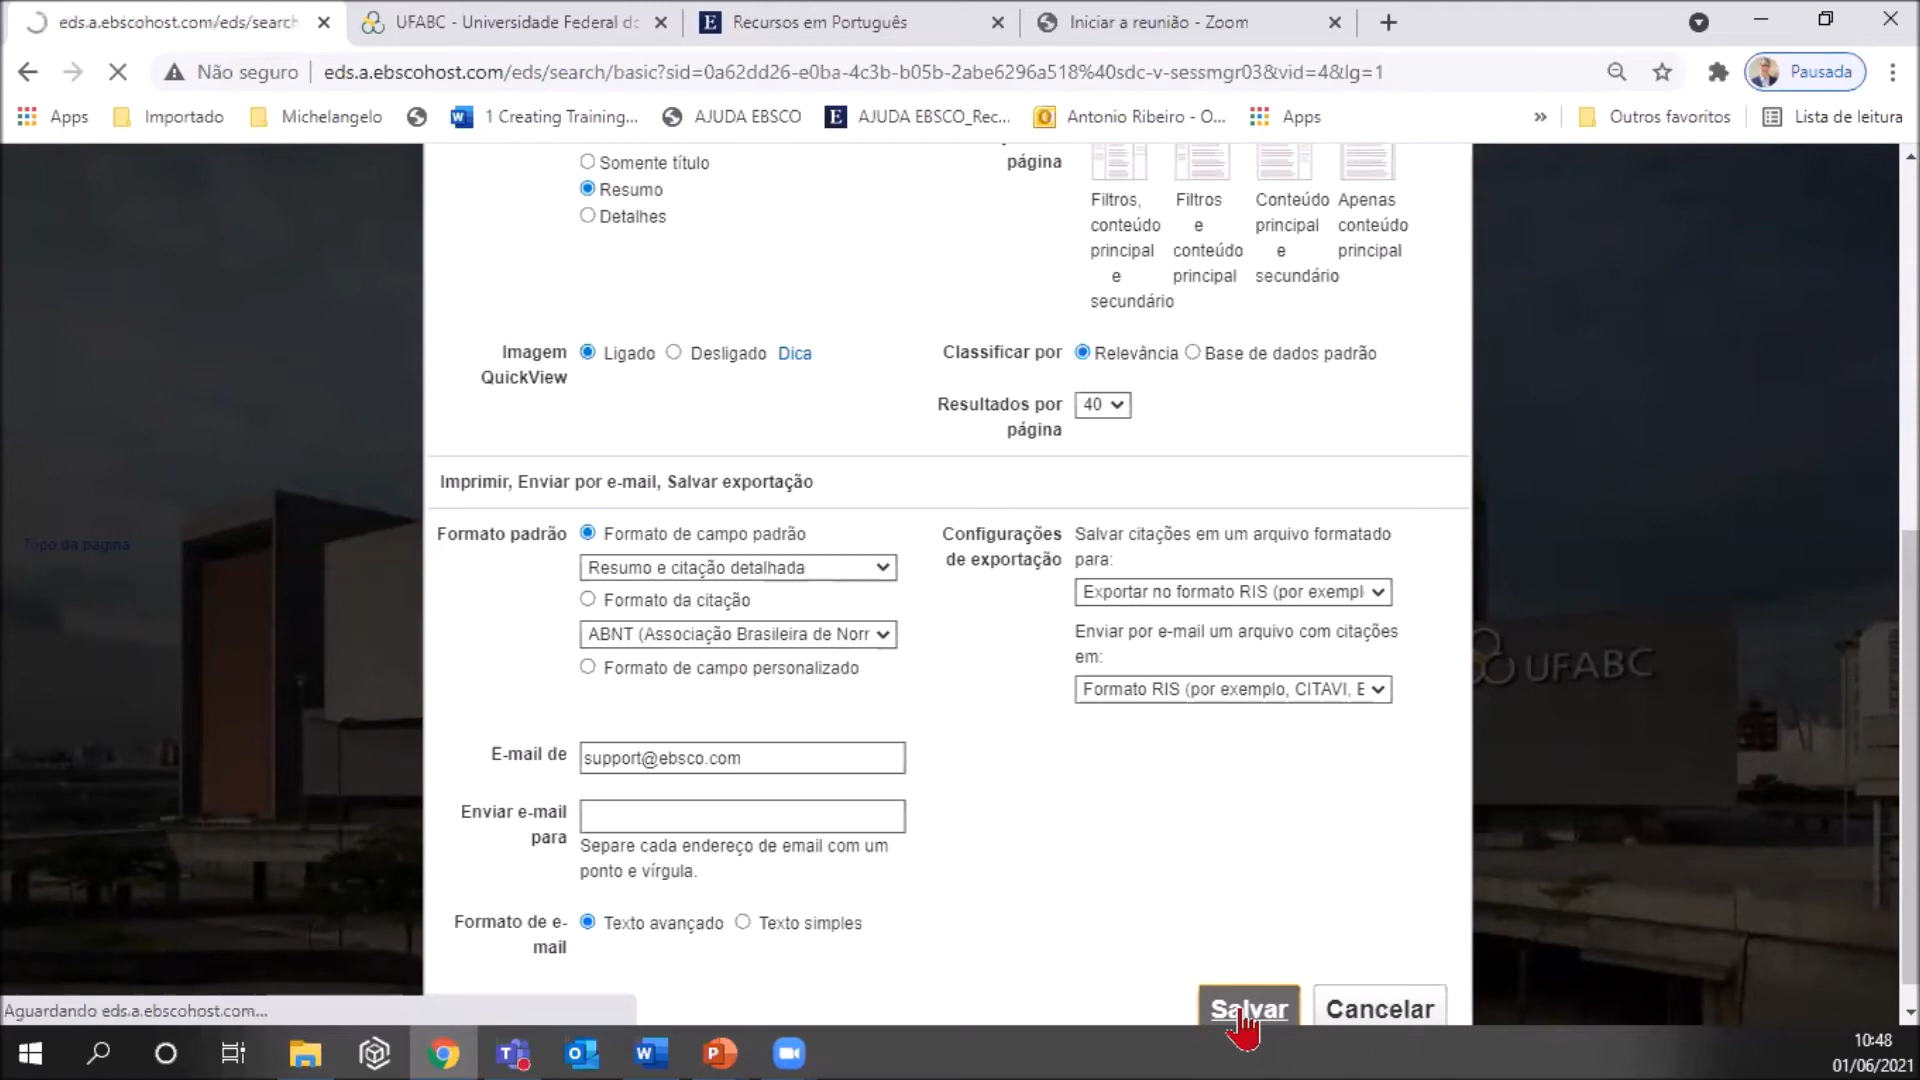 eds.a.ebscohost.com/eds/search
UFABC - Universidade Federal do
Recursos em Português
Iniciar a reunião - Zoom
Não seguro
eds.a.ebscohost.com/eds/search/basic?sid=0a62dd26-e0ba-4c3b-b05b-2abe6296a518%40sdc-v-sessmgr03&vid=4&lg=1
Pausada
Apps
Importado
Michelangelo
1 Creating Training...
AJUDA EBSCO
AJUDA EBSCO_Rec...
Antonio Ribeiro - O...
Apps
»
Outros favoritos
Lista de leitura
Somente título
Resumo
Detalhes
página
Filtros, conteúdo principal e secundário
Filtros e conteúdo principal
Conteúdo principal e secundário
Apenas conteúdo principal
Imagem QuickView
Ligado
Desligado
Dica
Classificar por
Relevância
Base de dados padrão
Resultados por página
40
Imprimir, Enviar por e-mail, Salvar exportação
Formato padrão
Formato de campo padrão
Resumo e citação detalhada
Formato da citação
ABNT (Associação Brasileira de Norr
Formato de campo personalizado
Configurações de exportação
Salvar citações em um arquivo formatado
para:
Exportar no formato RIS (por exempl
Enviar por e-mail um arquivo com citações
em:
Formato RIS (por exemplo, CITAVI, E
E-mail de
support@ebsco.com
Enviar e-mail para
Separe cada endereço de email com um
ponto e vírgula.
Formato de e-mail
Texto avançado
Texto simples
Salvar
Cancelar
Topo da página
UFABC
Aguardando eds.a.ebscohost.com...
10:48
01/06/2021